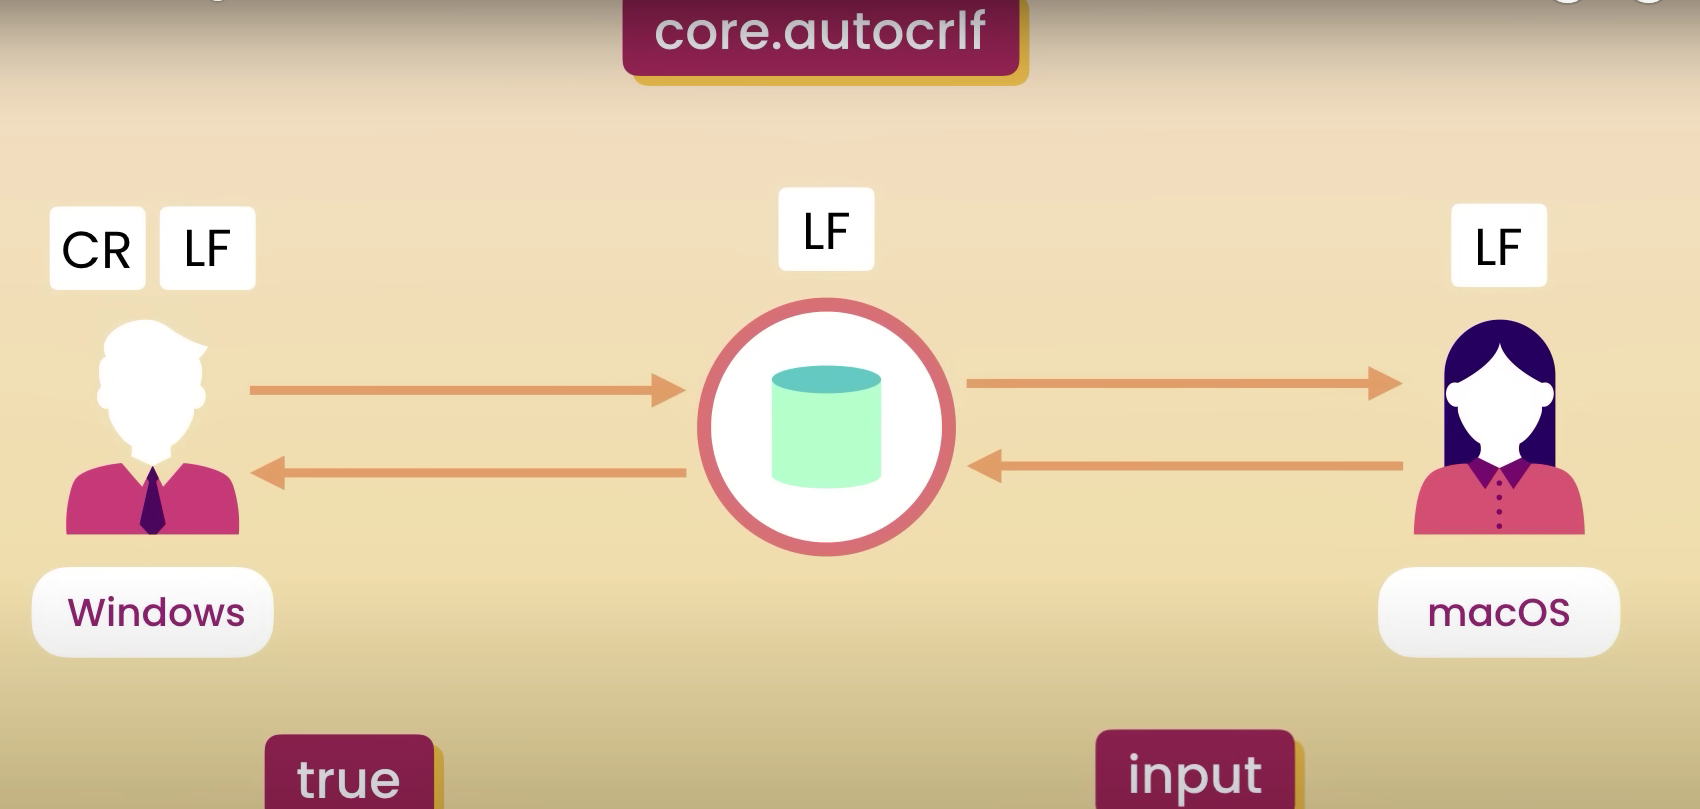 core.autocrlf
CR LF
LF
LF
Windows
macOS
true
input